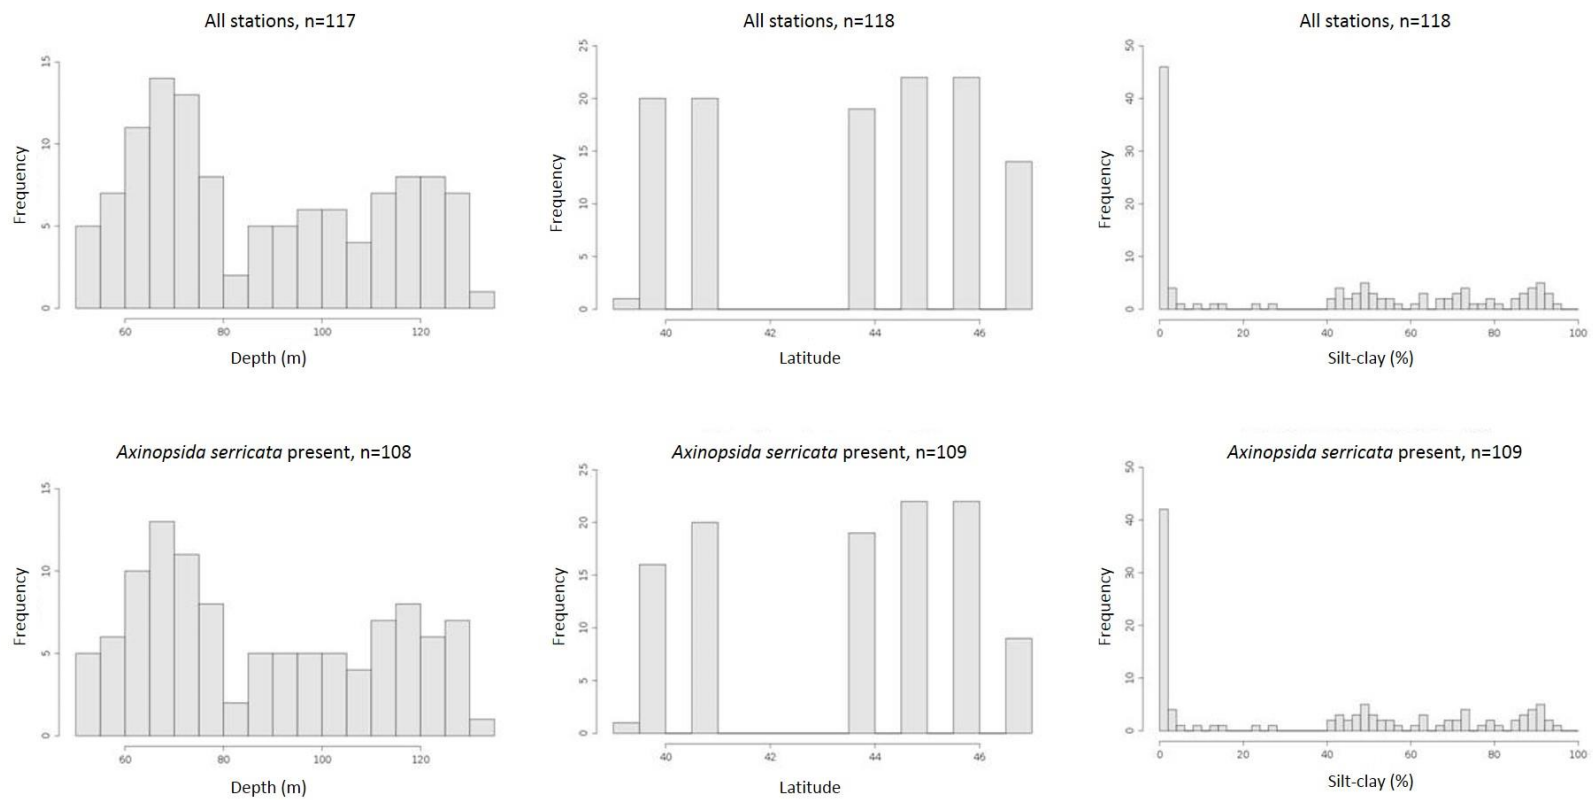 All stations, n=117
15
10
5
0
Frequency
60 80 100 120
Depth (m)
All stations, n=118
25
20
15
10
5
0
Frequency
40 42 44 46
Latitude
All stations, n=118
50
40
30
20
10
0
Frequency
0 20 40 60 80 100
Silt-clay (%)
Axinopsida serricata present, n=108
15
10
5
0
Frequency
60 80 100 120
Depth (m)
Axinopsida serricata present, n=109
25
20
15
10
5
0
Frequency
40 42 44 46
Latitude
Axinopsida serricata present, n=109
50
40
30
20
10
0
Frequency
0 20 40 60 80 100
Silt-clay (%)